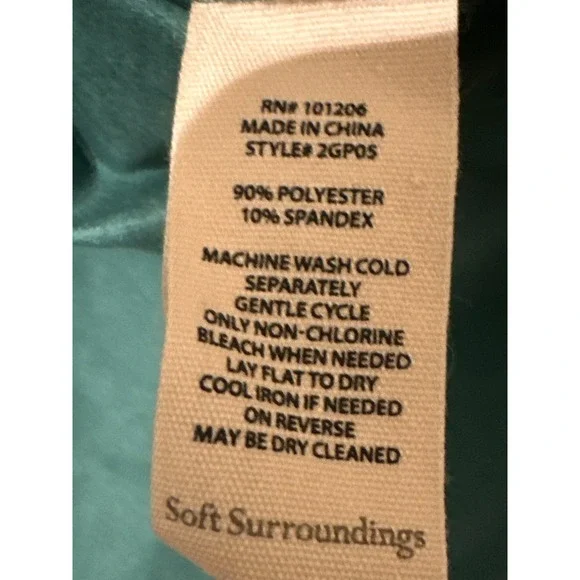 RN# 101206
MADE IN CHINA
STYLE# 2GP05
90% POLYESTER
10% SPANDEX
MACHINE WASH COLD
SEPARATELY
GENTLE CYCLE
ONLY NON-CHLORINE
BLEACH WHEN NEEDED
LAY FLAT TO DRY
COOL IRON IF NEEDED
ON REVERSE
MAY BE DRY CLEANED
Soft Surroundings